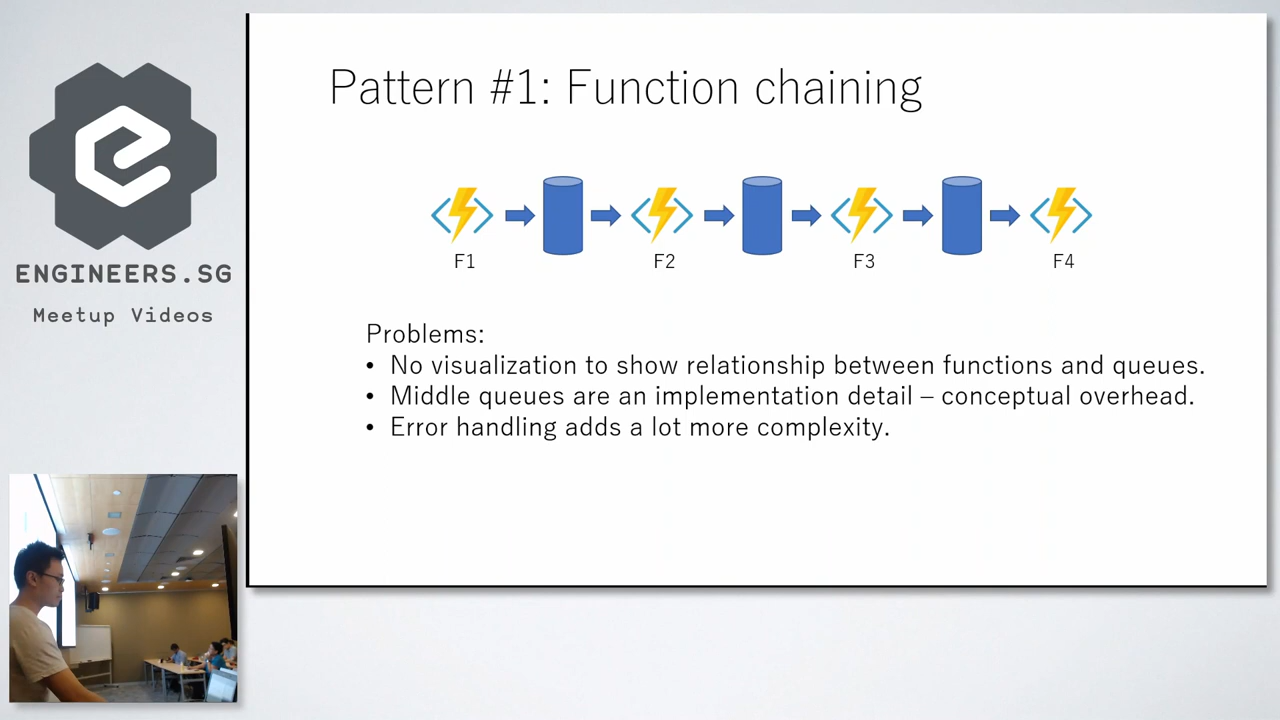 ENGINEERS.SG
Meetup Videos
Pattern #1: Function chaining
F1
F2
F3
F4
Problems:
• No visualization to show relationship between functions and queues.
• Middle queues are an implementation detail – conceptual overhead.
• Error handling adds a lot more complexity.